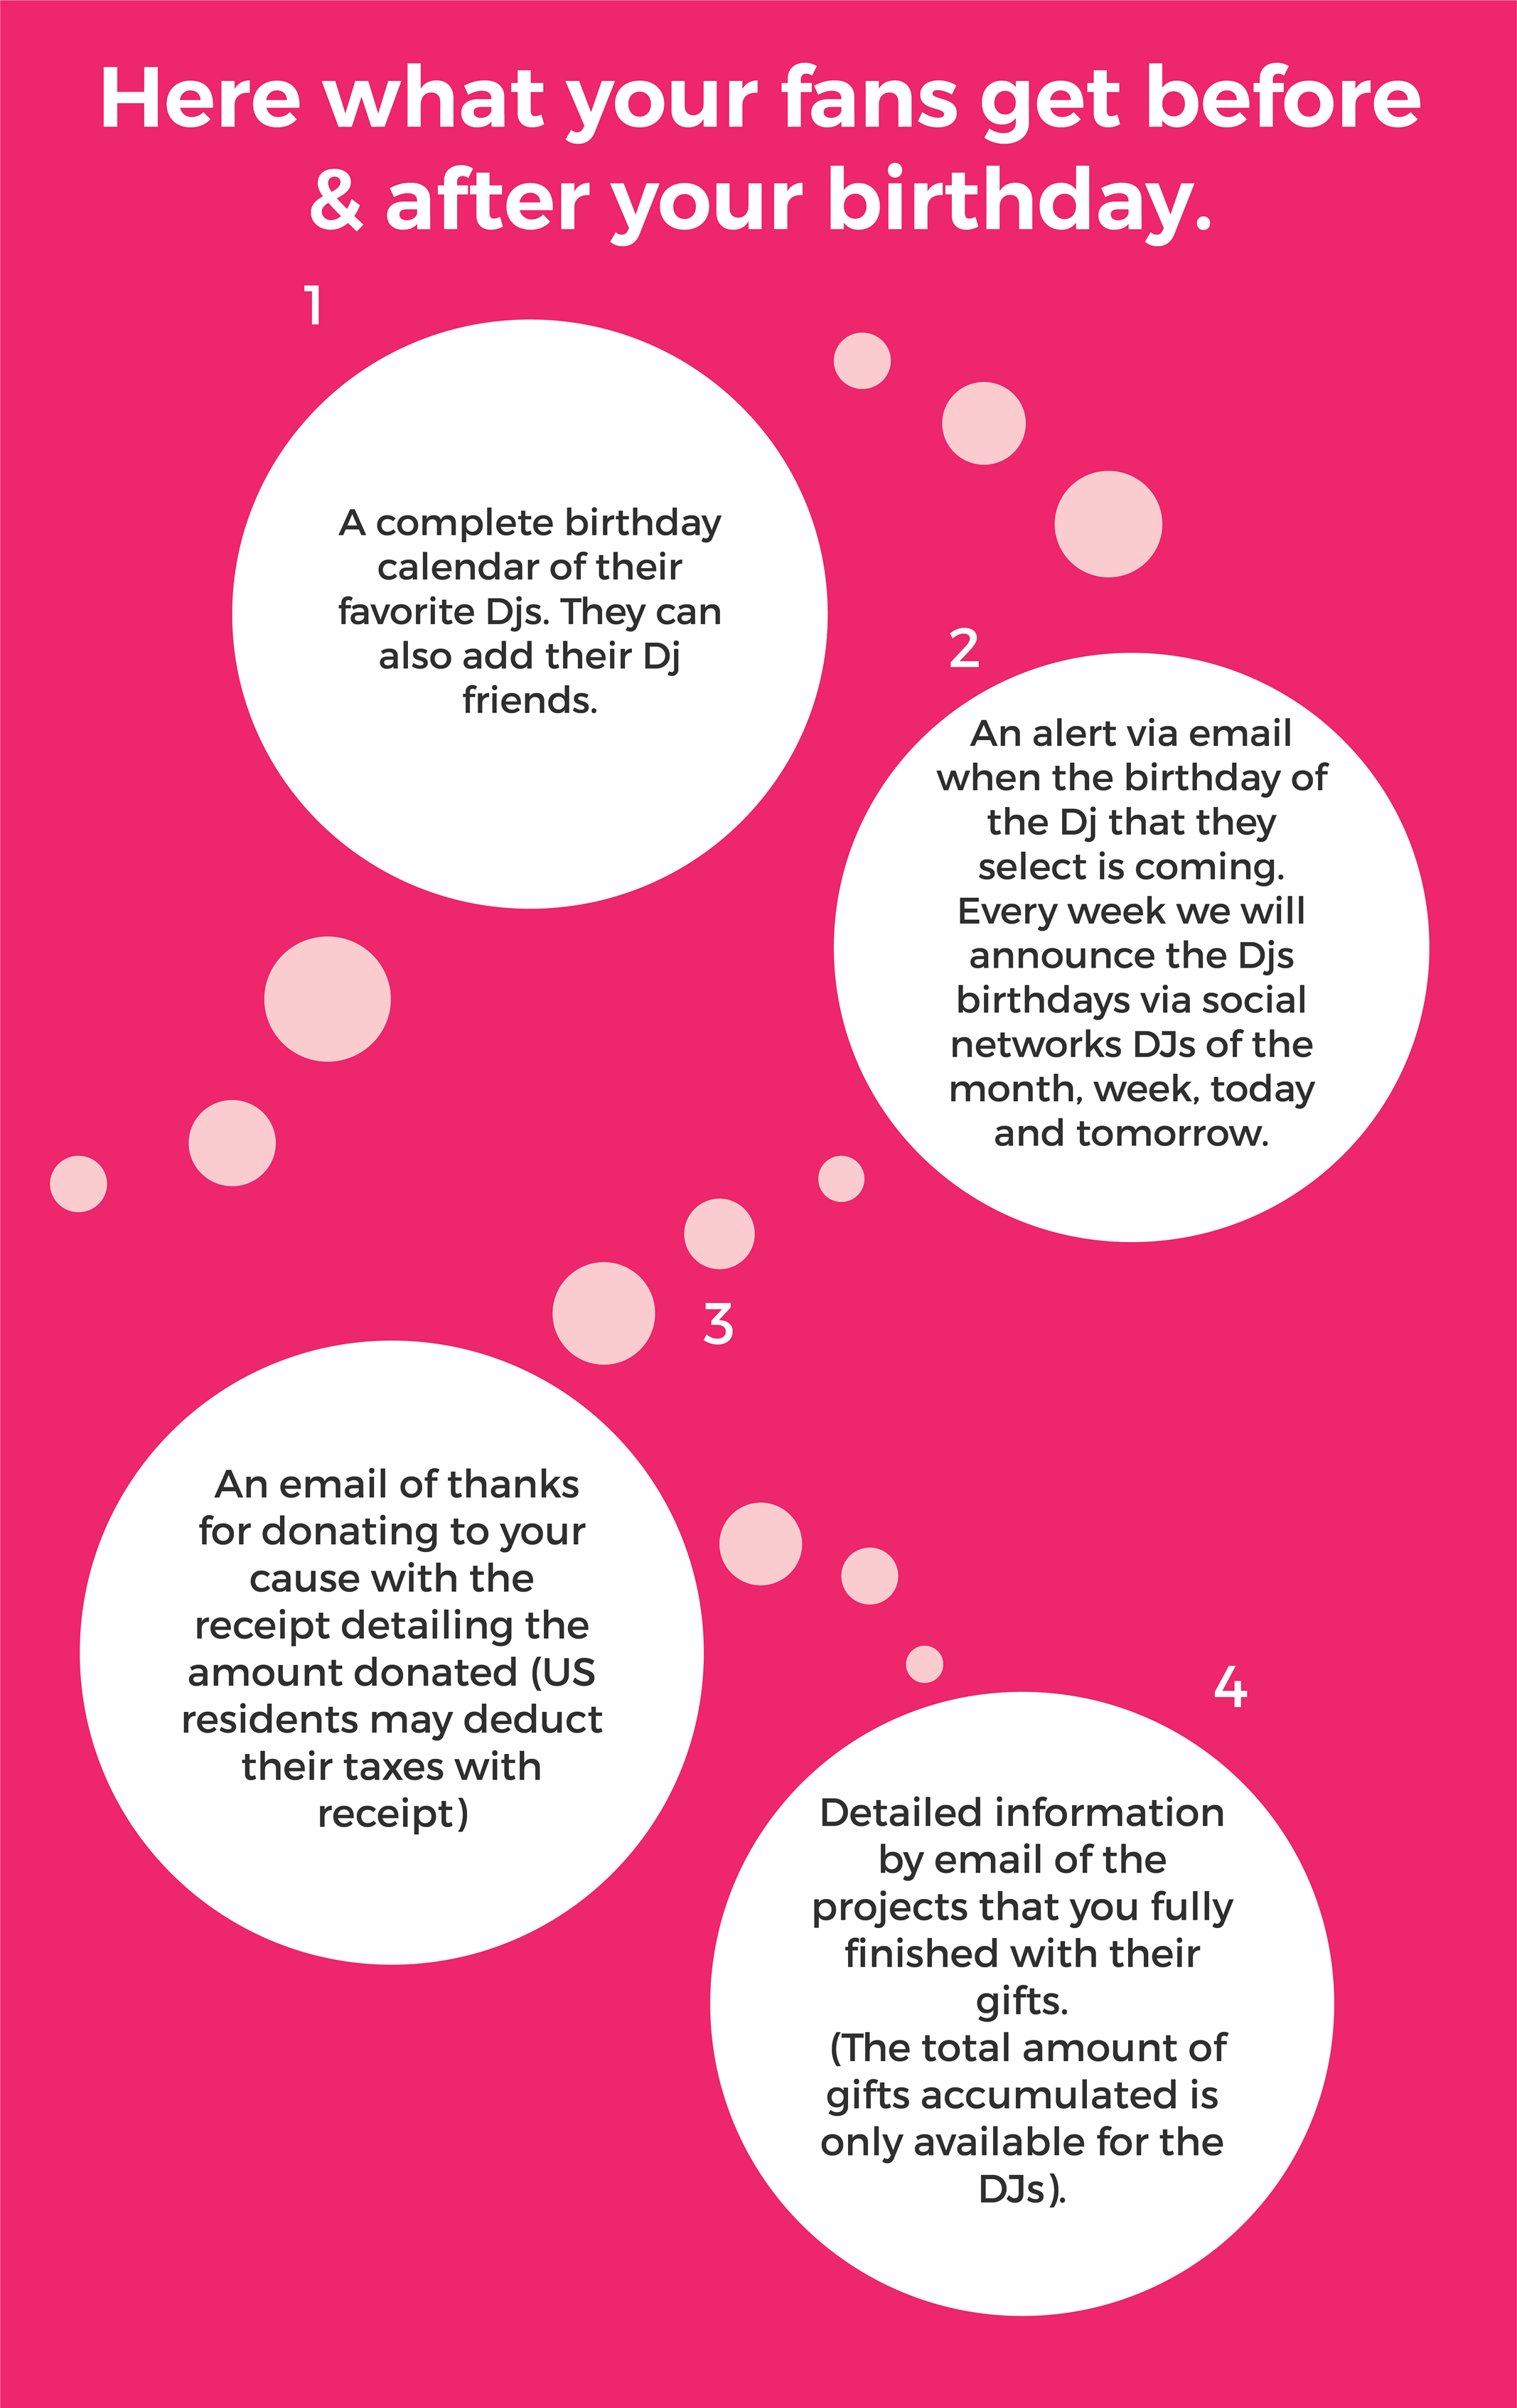 Here what your fans get before
& after your birthday.
1
A complete birthday
calendar of their
favorite Djs. They can
also add their Dj
friends.
2
An alert via email
when the birthday of
the Dj that they
select is coming.
Every week we will
announce the Djs
birthdays via social
networks DJs of the
month, week, today
and tomorrow.
3
An email of thanks
for donating to your
cause with the
receipt detailing the
amount donated (US
residents may deduct
their taxes with
receipt)
4
Detailed information
by email of the
projects that you fully
finished with their
gifts.
(The total amount of
gifts accumulated is
only available for the
DJs).